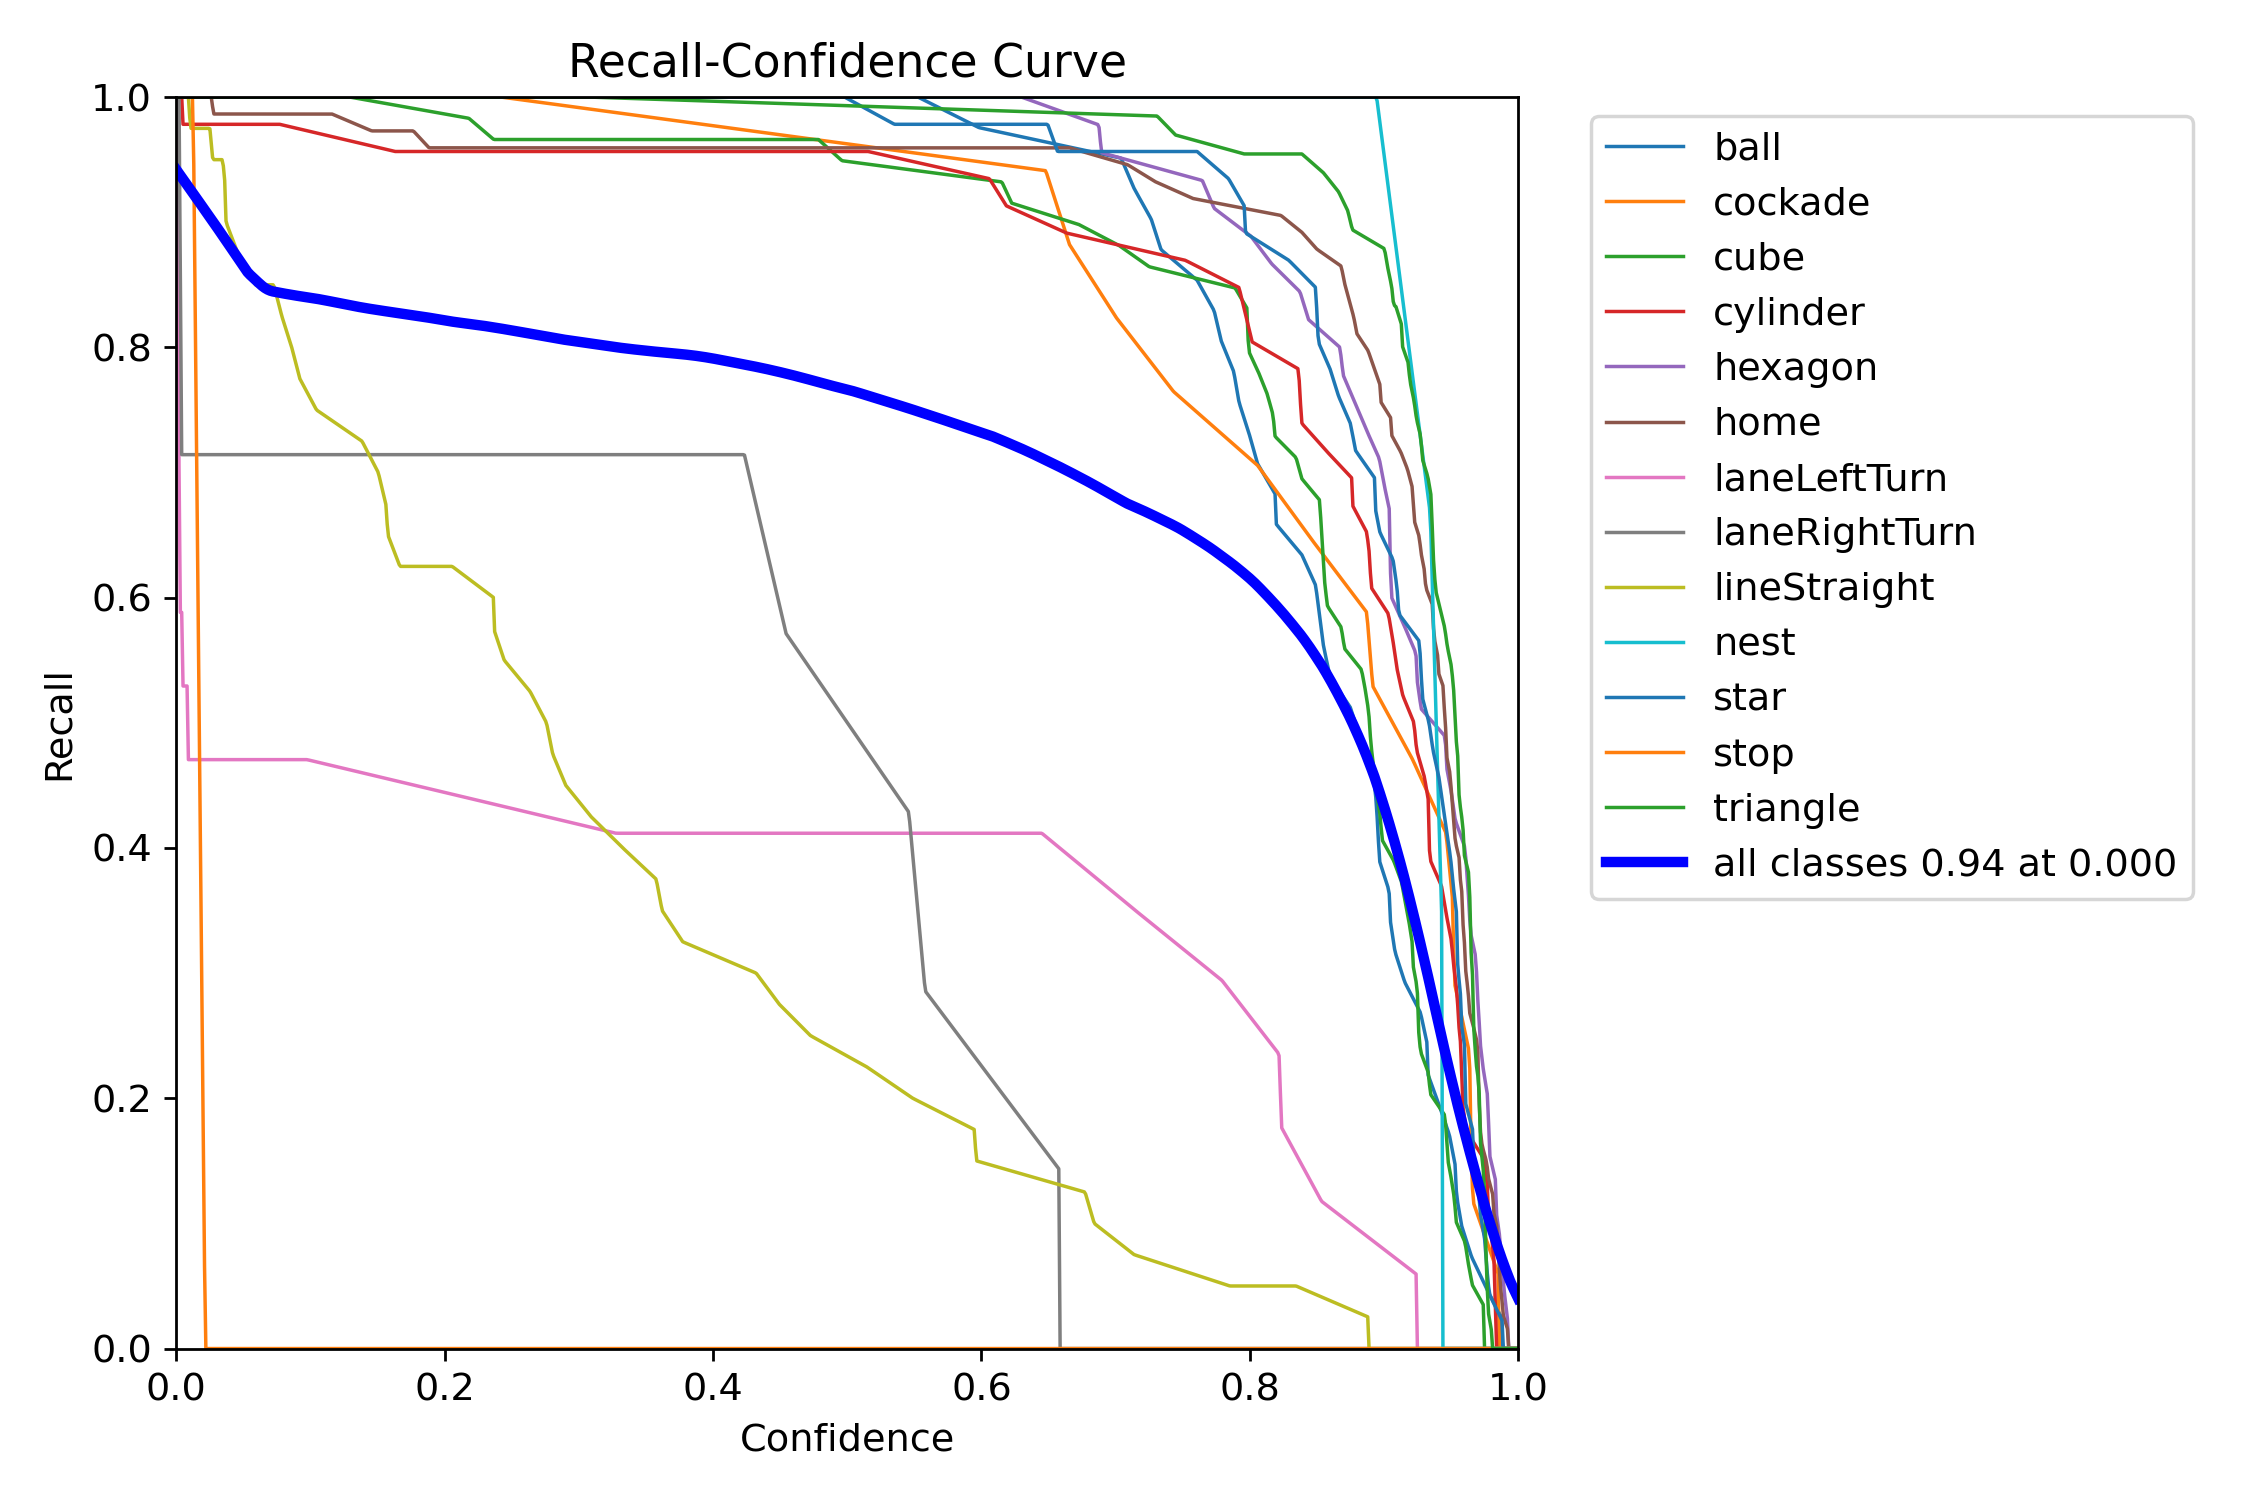 Recall-Confidence Curve
1.0
0.8
0.6
0.4
0.2
0.0
Recall
0.0 0.2 0.4 0.6 0.8 1.0
Confidence
ball
cockade
cube
cylinder
hexagon
home
laneLeftTurn
laneRightTurn
lineStraight
nest
star
stop
triangle
all classes 0.94 at 0.000